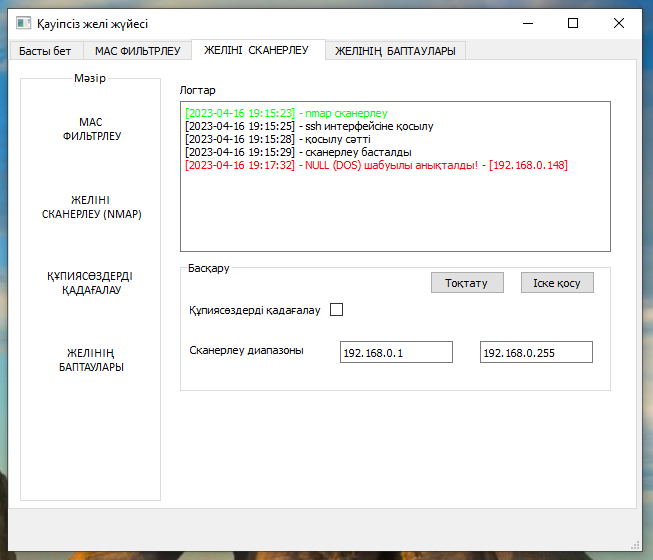 Қауіпсіз желі жүйесі
Басты бет
МАС ФИЛЬТРЛЕУ
ЖЕЛІНІ СКАНЕРЛЕУ
ЖЕЛІНІҢ БАПТАУЛАРЫ
Мәзір
МАС
ФИЛЬТРЛЕУ
ЖЕЛІНІ
СКАНЕРЛЕУ (NMAP)
ҚҰПИЯСӨЗДЕРДІ
ҚАДАҒАЛАУ
ЖЕЛІНІҢ
БАПТАУЛАРЫ
Логтар
[2023-04-16 19:15:23] - nmap сканерлеу
[2023-04-16 19:15:25] - ssh интерфейсіне қосылу
[2023-04-16 19:15:28] - қосылу сәтті
[2023-04-16 19:15:29] - сканерлеу басталды
[2023-04-16 19:17:32] - NULL (DOS) шабуылы анықталды! - [192.168.0.148]
Басқару
Тоқтату
Іске қосу
Құпиясөздерді қадағалау
Сканерлеу диапазоны
192.168.0.1
192.168.0.255